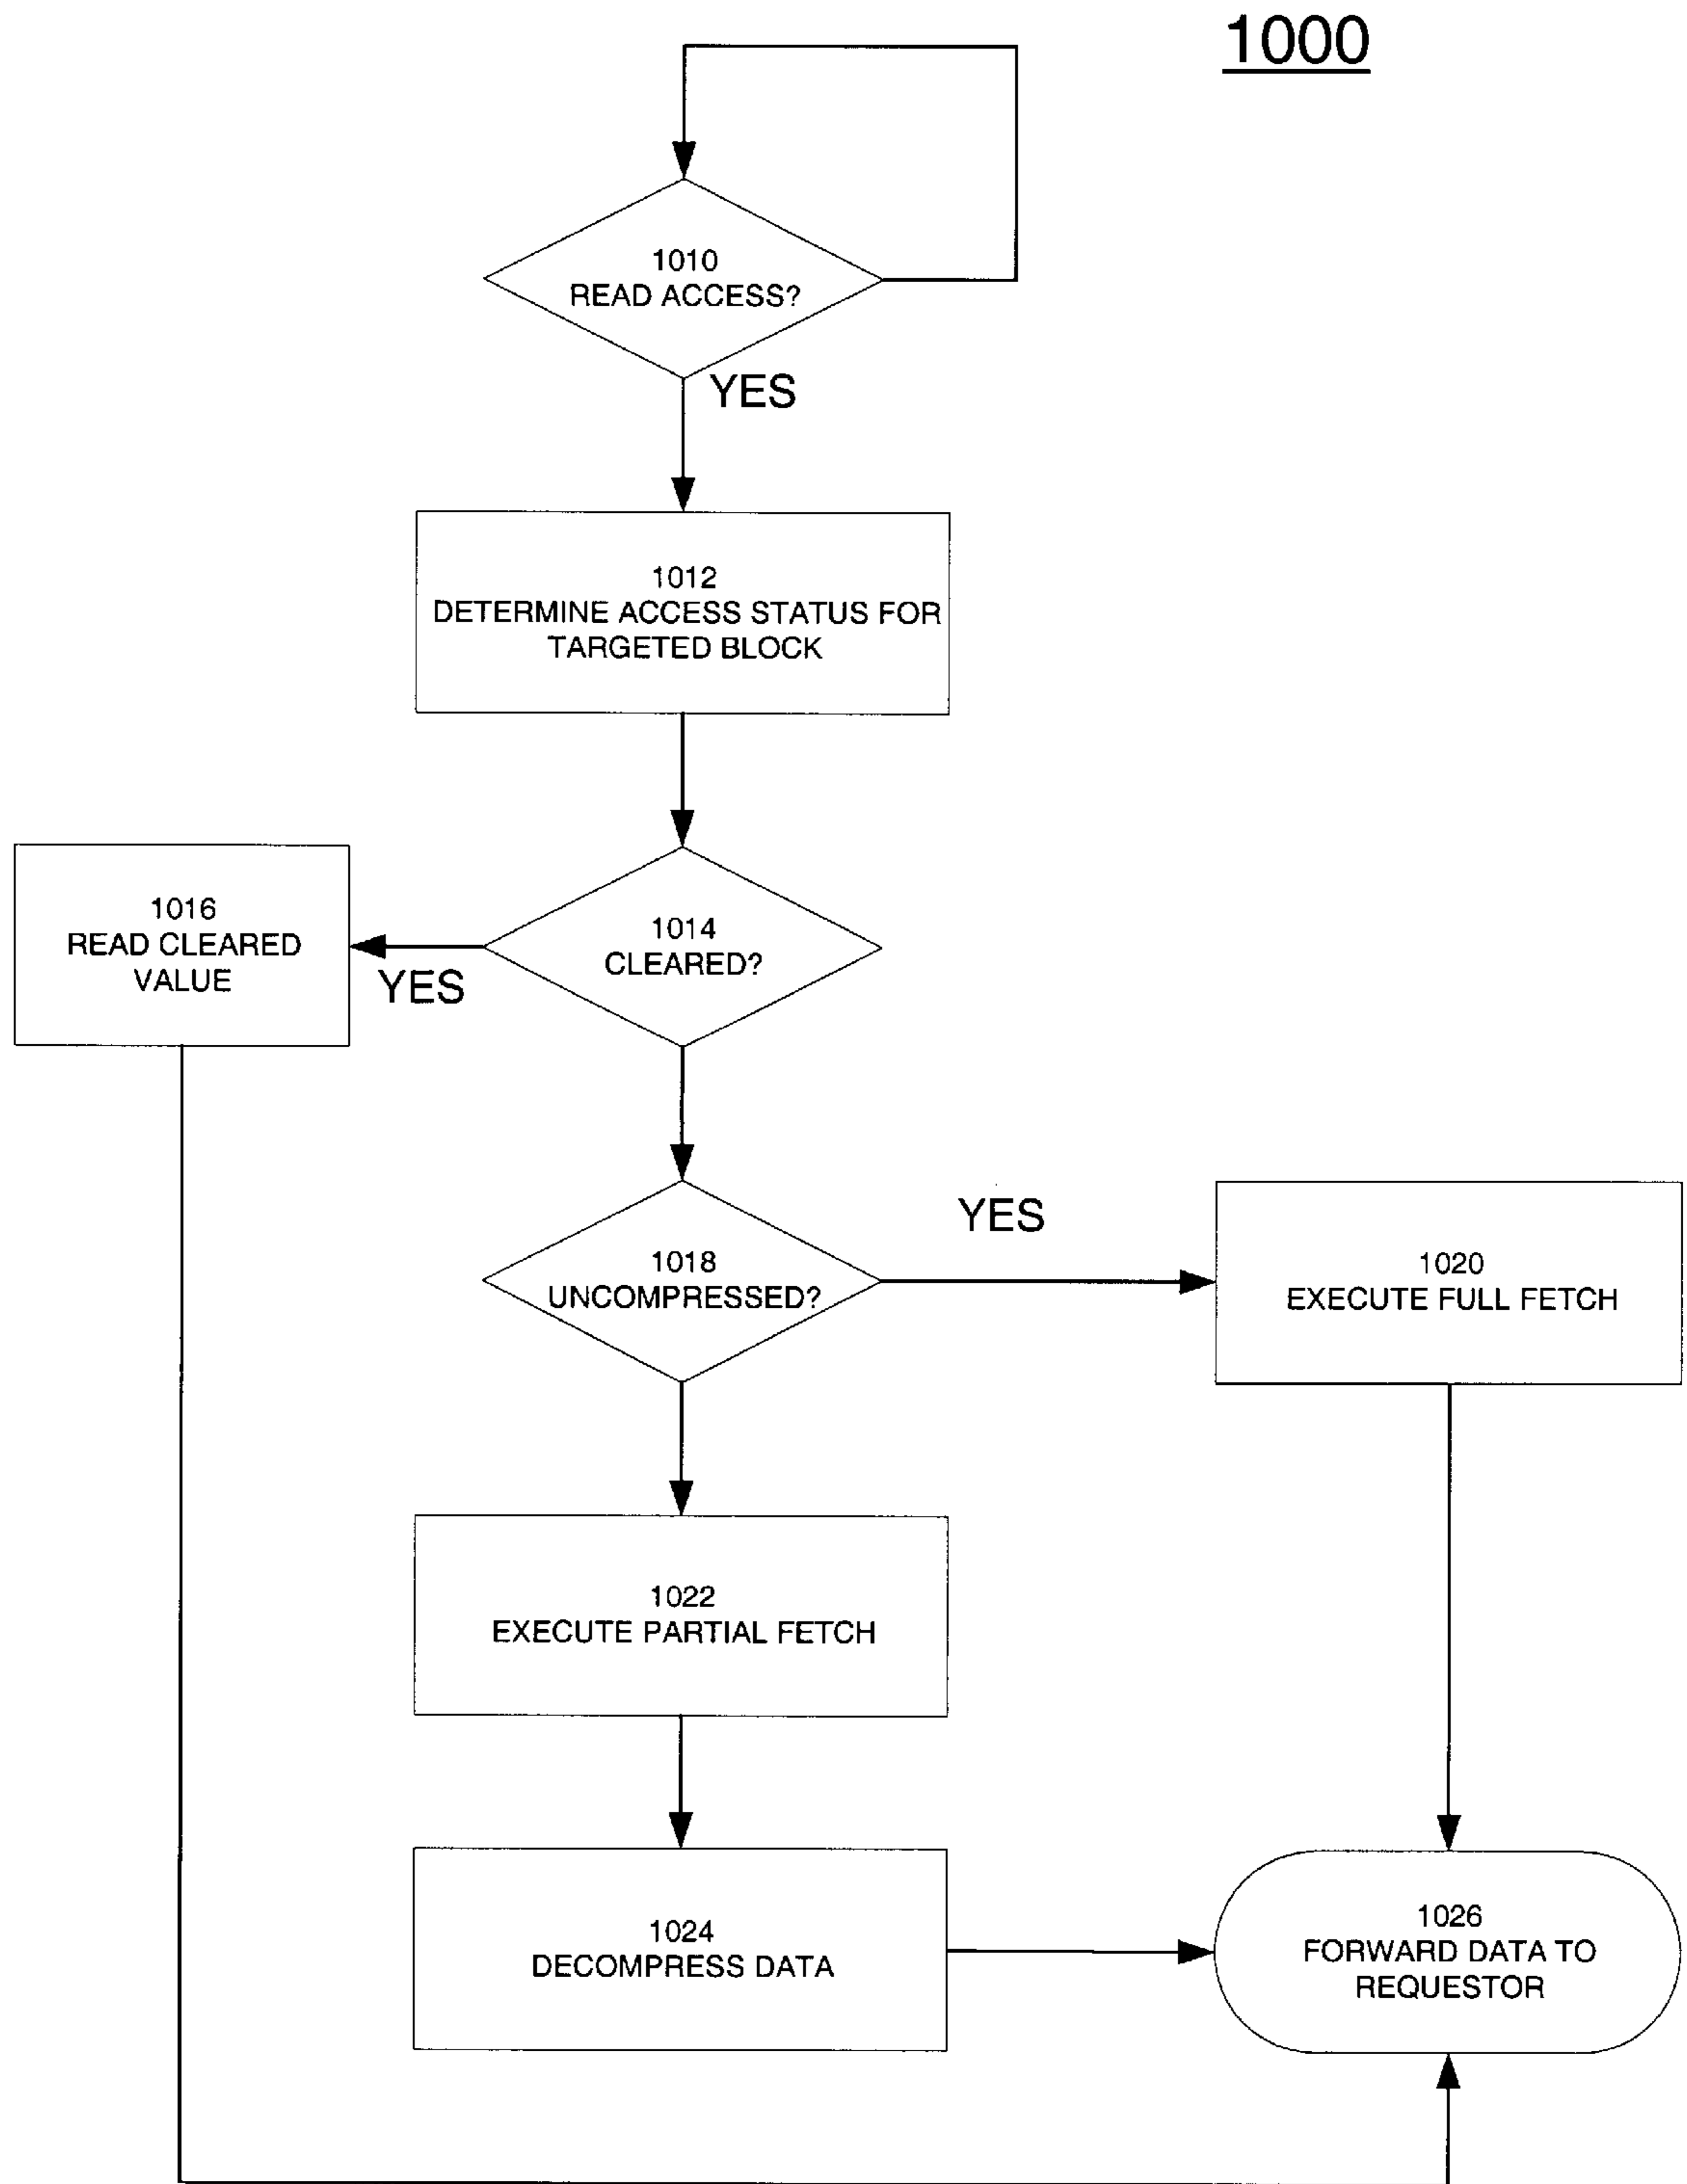 1000
1010
READ ACCESS?
YES
1012
DETERMINE ACCESS STATUS FOR
TARGETED BLOCK
1016
READ CLEARED
VALUE
YES
1014
CLEARED?
1018
UNCOMPRESSED?
YES
1020
EXECUTE FULL FETCH
1022
EXECUTE PARTIAL FETCH
1024
DECOMPRESS DATA
1026
FORWARD DATA TO
REQUESTOR